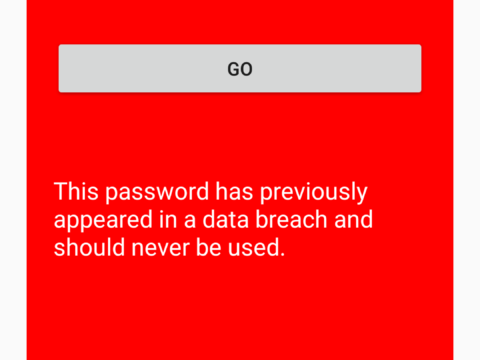 GO
This password has previously
appeared in a data breach and
should never be used.